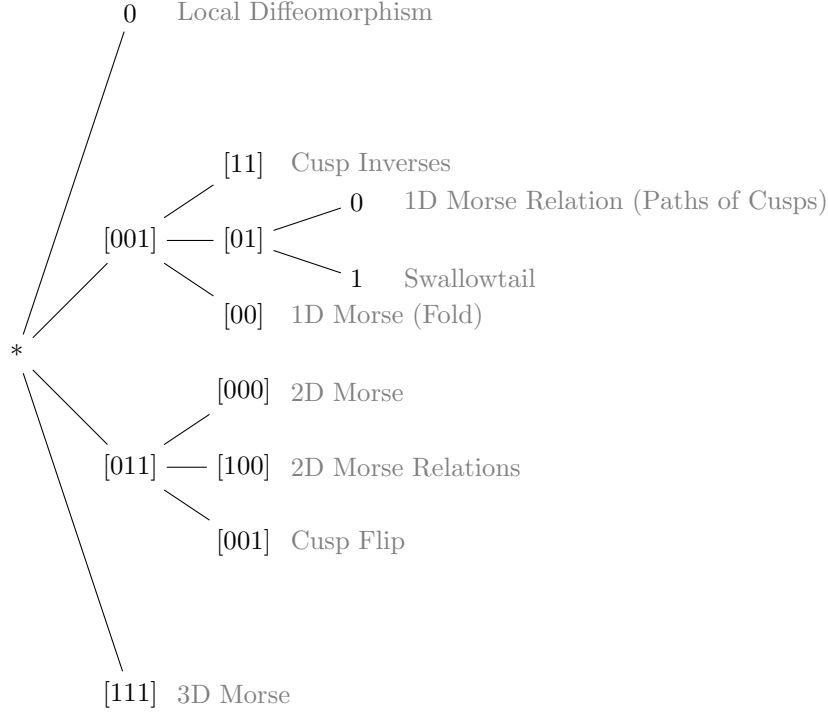 0 Local Diffeomorphism
[11] Cusp Inverses
0 1D Morse Relation (Paths of Cusps)
[001] [01]
1 Swallowtail
[00] 1D Morse (Fold)
*
[000] 2D Morse
[011] [100] 2D Morse Relations
[001] Cusp Flip
[111] 3D Morse